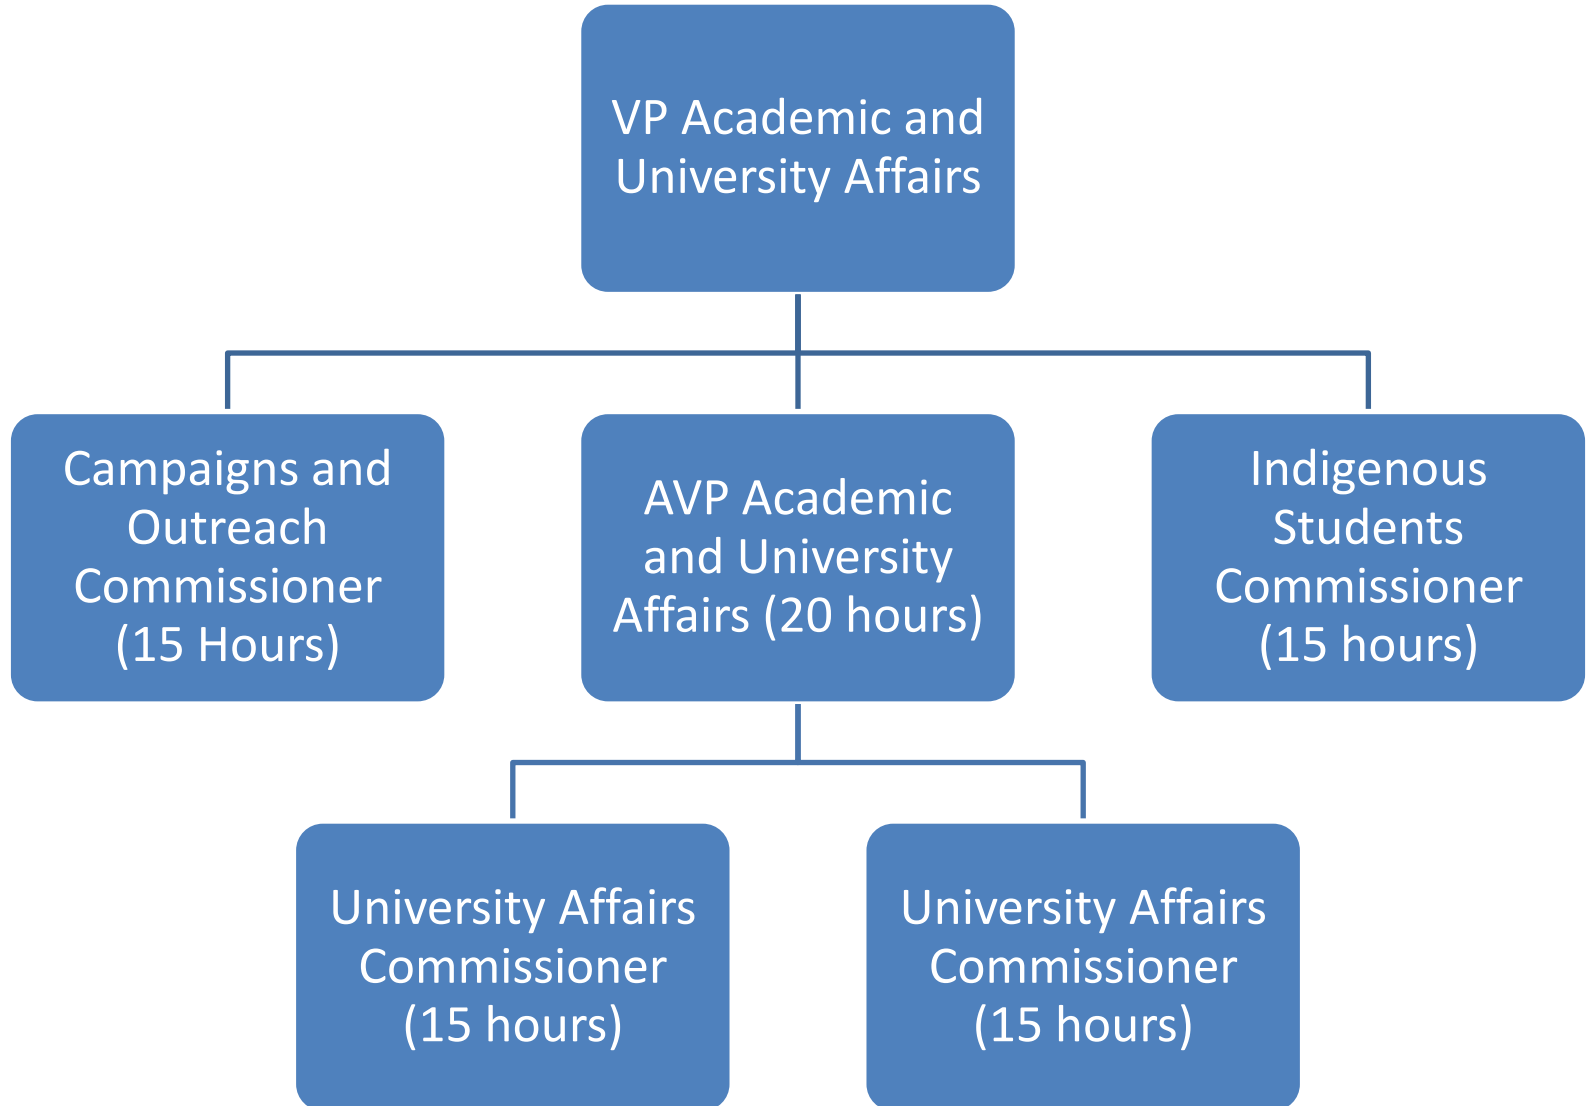 VP Academic and
University Affairs
Campaigns and
Outreach
Commissioner
(15 Hours)
AVP Academic
and University
Affairs (20 hours)
Indigenous
Students
Commissioner
(15 hours)
University Affairs
Commissioner
(15 hours)
University Affairs
Commissioner
(15 hours)